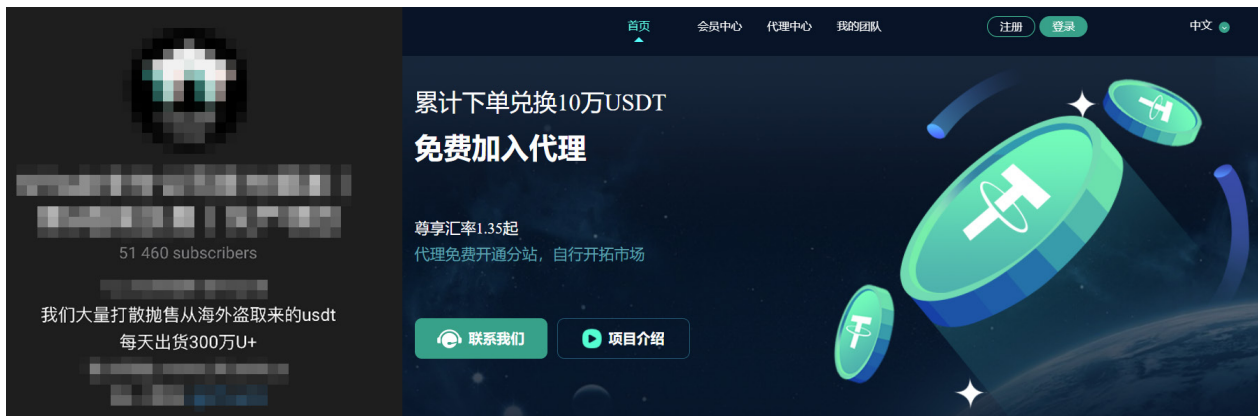 51 460 subscribers
我们大量打散抛售从海外盗取来的usdt
每天出货300万U+
首页 会员中心 代理中心 我的团队 注册 登录 中文
累计下单兑换10万USDT
免费加入代理
尊享汇率1.35起
代理免费开通分站，自行开拓市场
联系我们 项目介绍